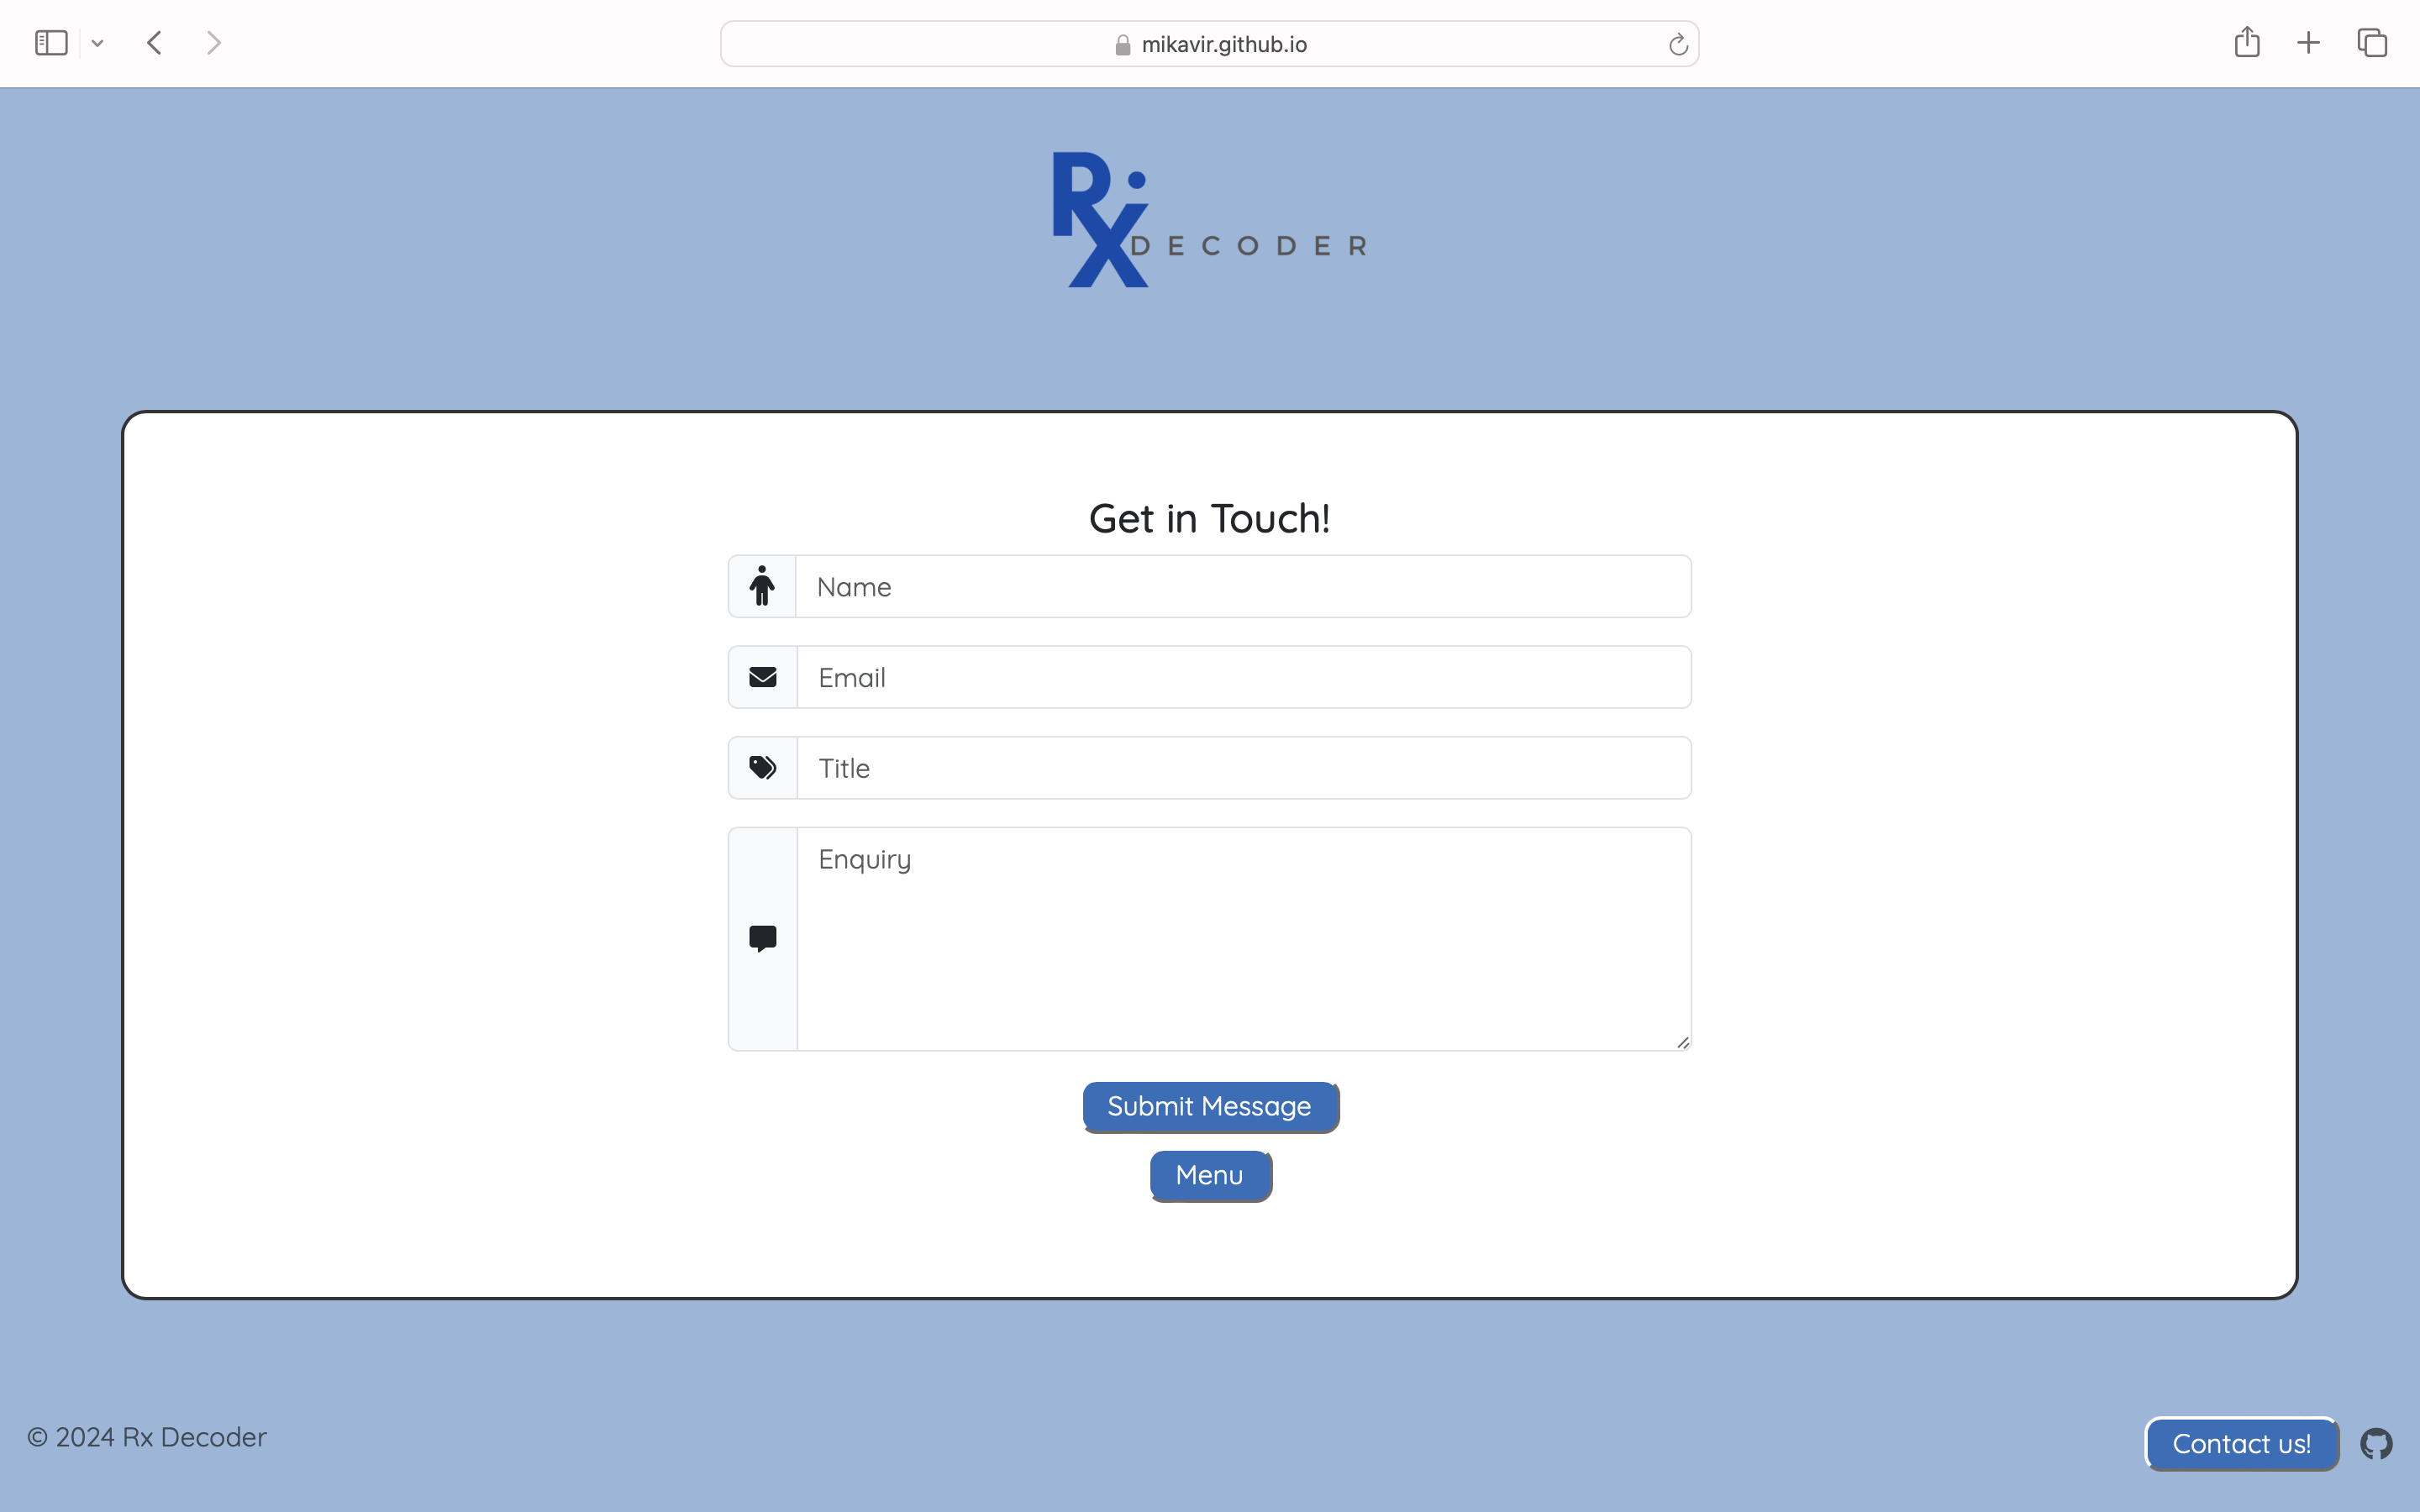 mikavir.github.io
Rx
DECODER
Get in Touch!
Name
Email
Title
Enquiry
Submit Message
Menu
© 2024 Rx Decoder
Contact us!